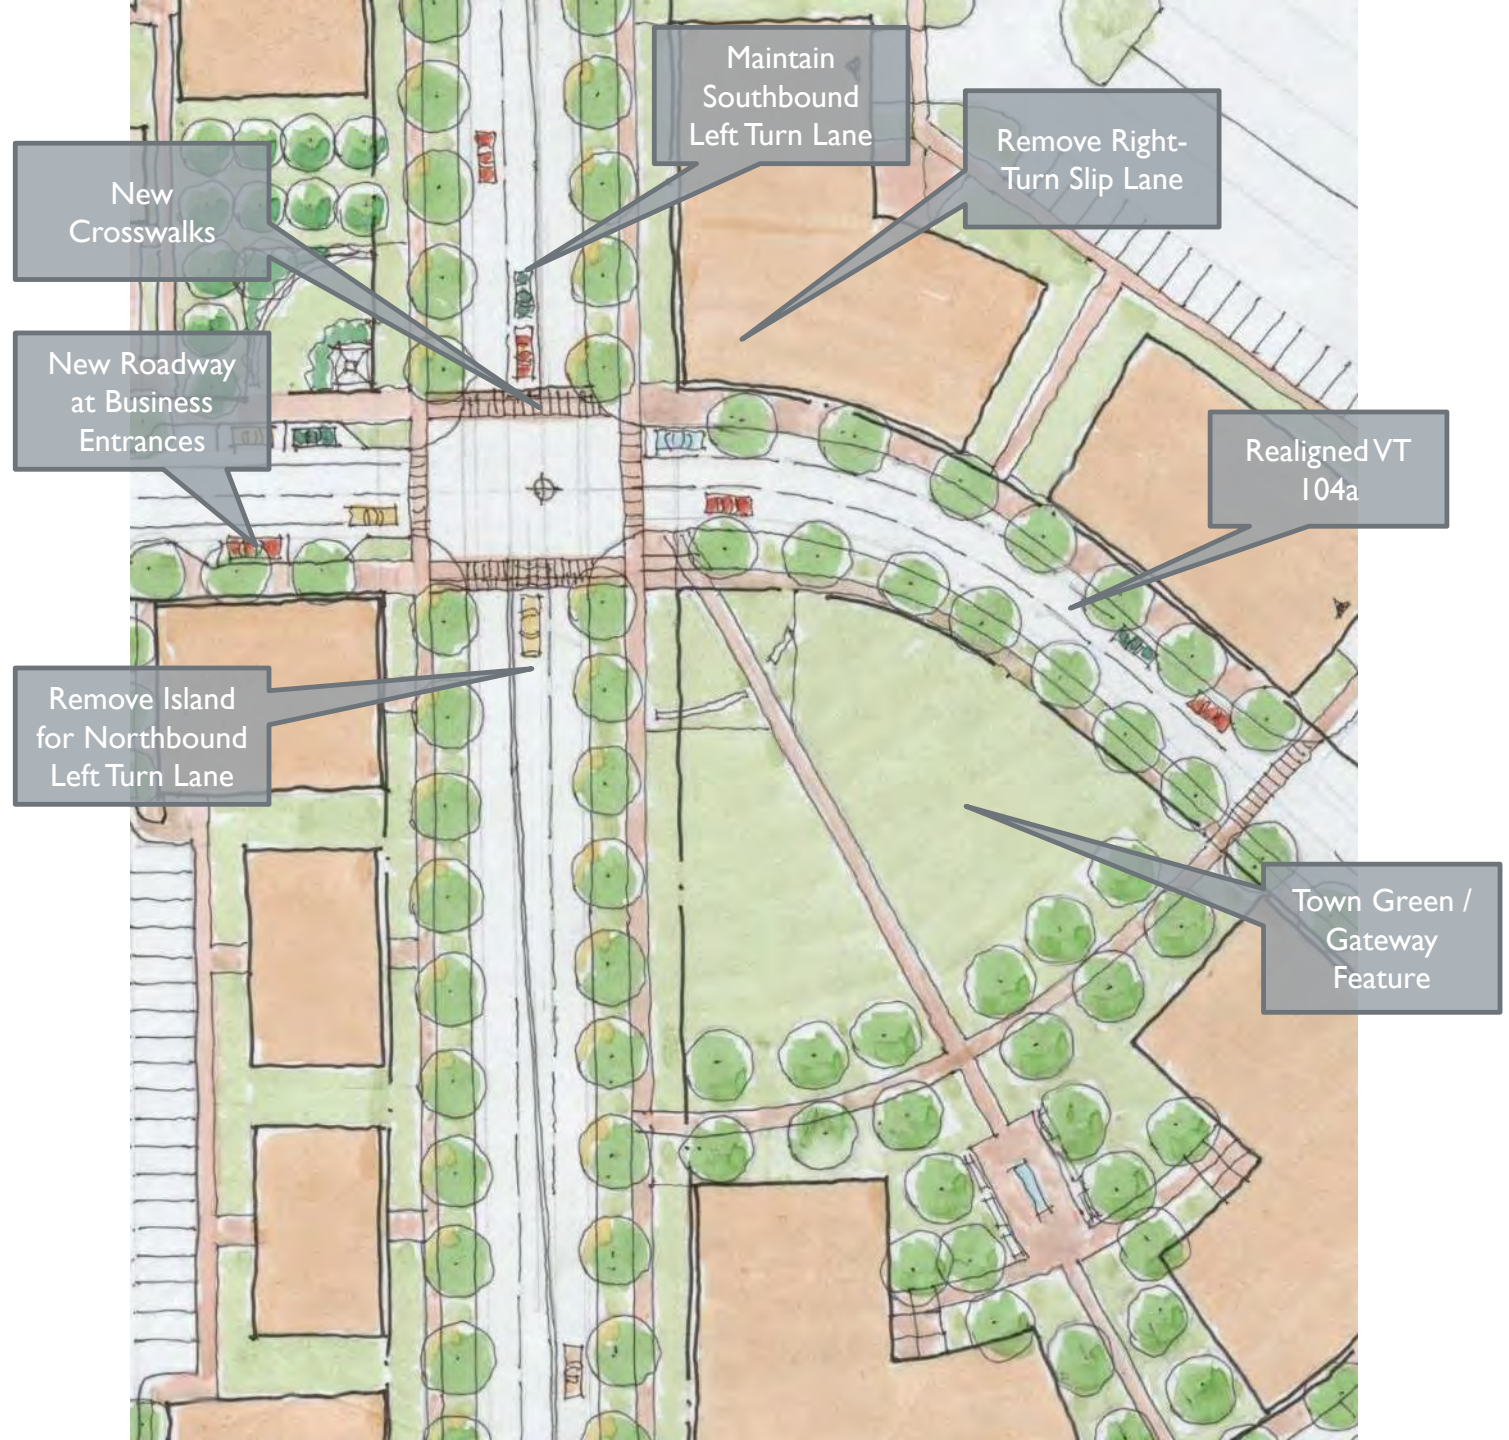 Maintain
Southbound
Left Turn Lane
Remove Right-
Turn Slip Lane
New
Crosswalks
New Roadway
at Business
Entrances
Realigned VT
104a
Remove Island
for Northbound
Left Turn Lane
Town Green /
Gateway
Feature